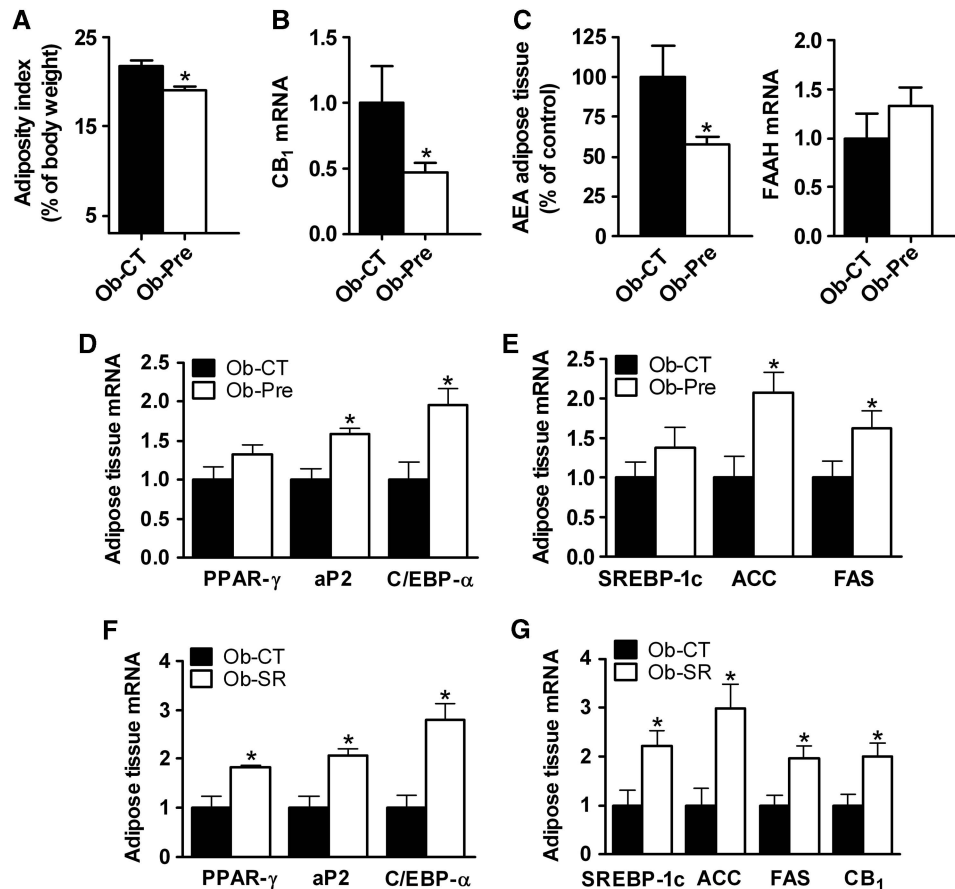 A
Adiposity index
(% of body weight)
25
15
5
*
Ob-CT
Ob-Pre
B
CB₁ mRNA
1.5
1.0
0.5
0.0
*
Ob-CT
Ob-Pre
C
AEA adipose tissue
(% of control)
125
100
75
50
25
0
*
Ob-CT
Ob-Pre
FAAH mRNA
2.0
1.5
1.0
0.5
0.0
Ob-CT
Ob-Pre
D
Adipose tissue mRNA
2.5
2.0
1.5
1.0
0.5
0.0
Ob-CT
Ob-Pre
*
*
PPAR-γ aP2 C/EBP-α
E
Adipose tissue mRNA
2.5
2.0
1.5
1.0
0.5
0.0
Ob-CT
Ob-Pre
*
*
SREBP-1c ACC FAS
F
Adipose tissue mRNA
4
3
2
1
0
Ob-CT
Ob-SR
*
*
*
PPAR-γ aP2 C/EBP-α
G
Adipose tissue mRNA
4
3
2
1
0
Ob-CT
Ob-SR
*
*
*
*
SREBP-1c ACC FAS CB₁